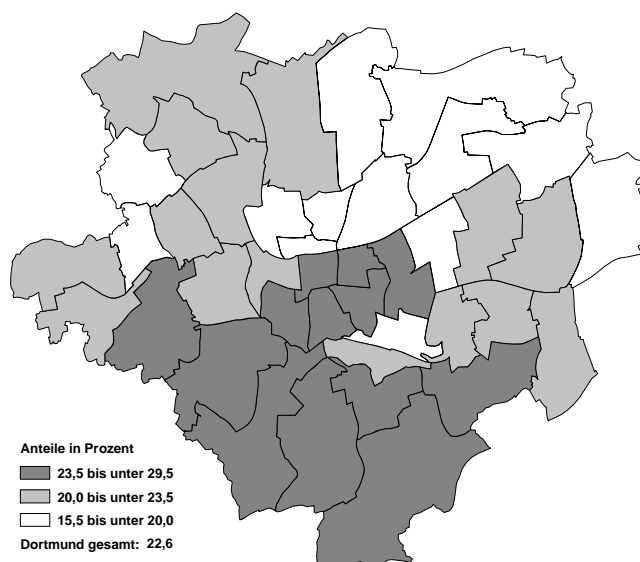 Anteile in Prozent
23,5 bis unter 29,5
20,0 bis unter 23,5
15,5 bis unter 20,0
Dortmund gesamt: 22,6